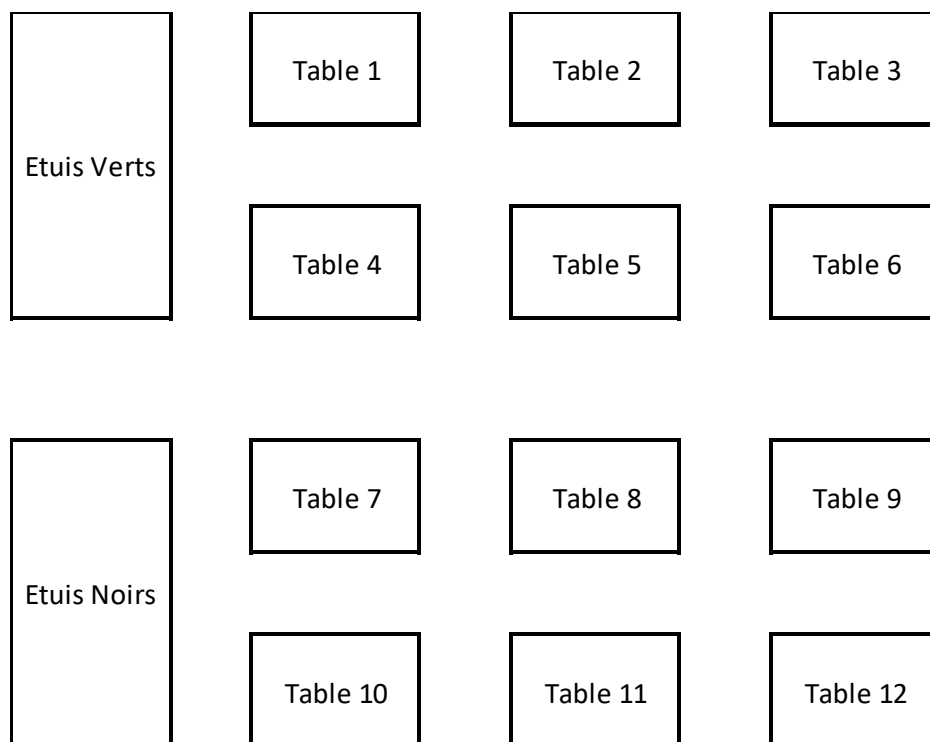 Table 1 Table 2 Table 3
Etuis Verts
Table 4 Table 5 Table 6
Table 7 Table 8 Table 9
Etuis Noirs
Table 10 Table 11 Table 12